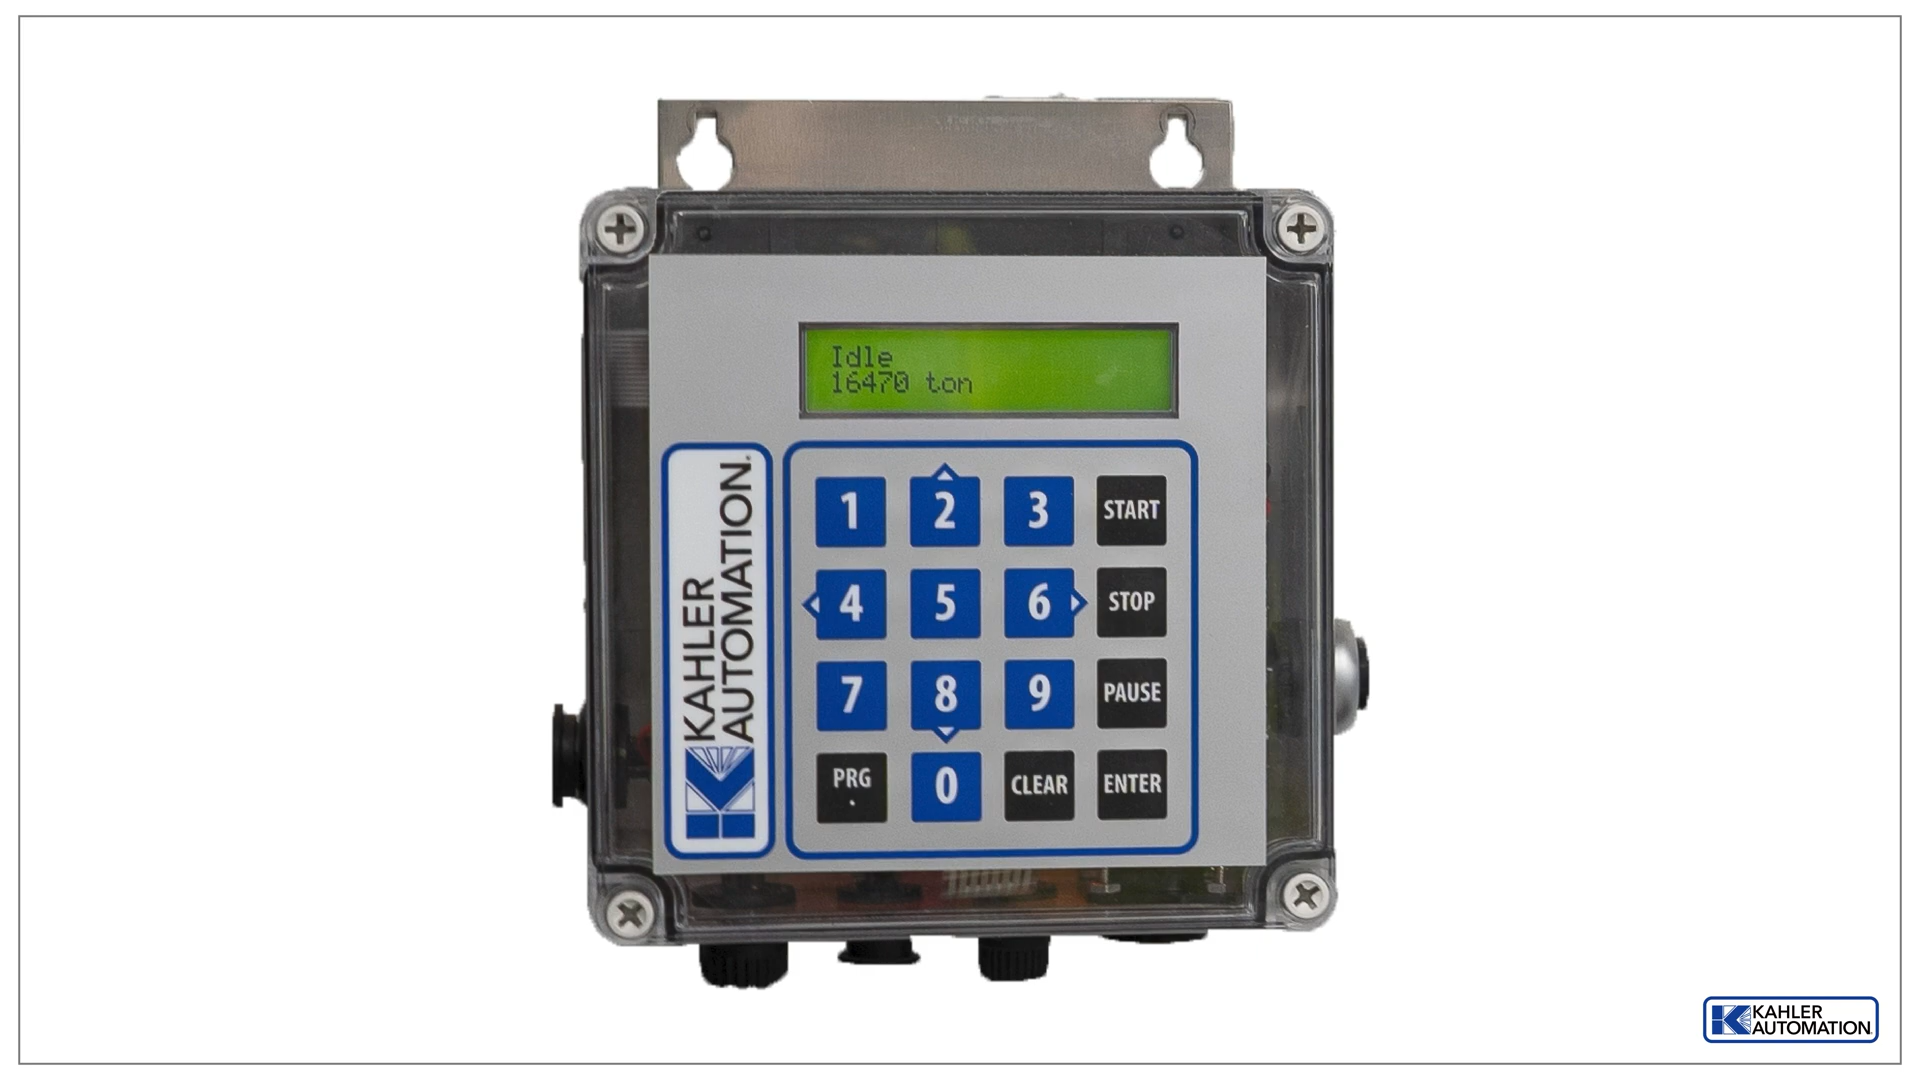 Idle
16470 ton
KAHLER
AUTOMATION.
1 2 3 START
4 5 6 STOP
7 8 9 PAUSE
PRG . 0 CLEAR ENTER
KAHLER
AUTOMATION